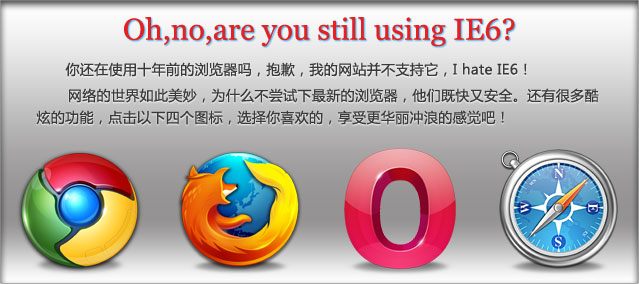 Oh,no,are you still using IE6?
你还在使用十年前的浏览器吗，抱歉，我的网站并不支持它，I hate IE6！
网络的世界如此美妙，为什么不尝试下最新的浏览器，他们既快又安全。还有很多酷
炫的功能，点击以下四个图标，选择你喜欢的，享受更华丽冲浪的感觉吧！
N
W E
S